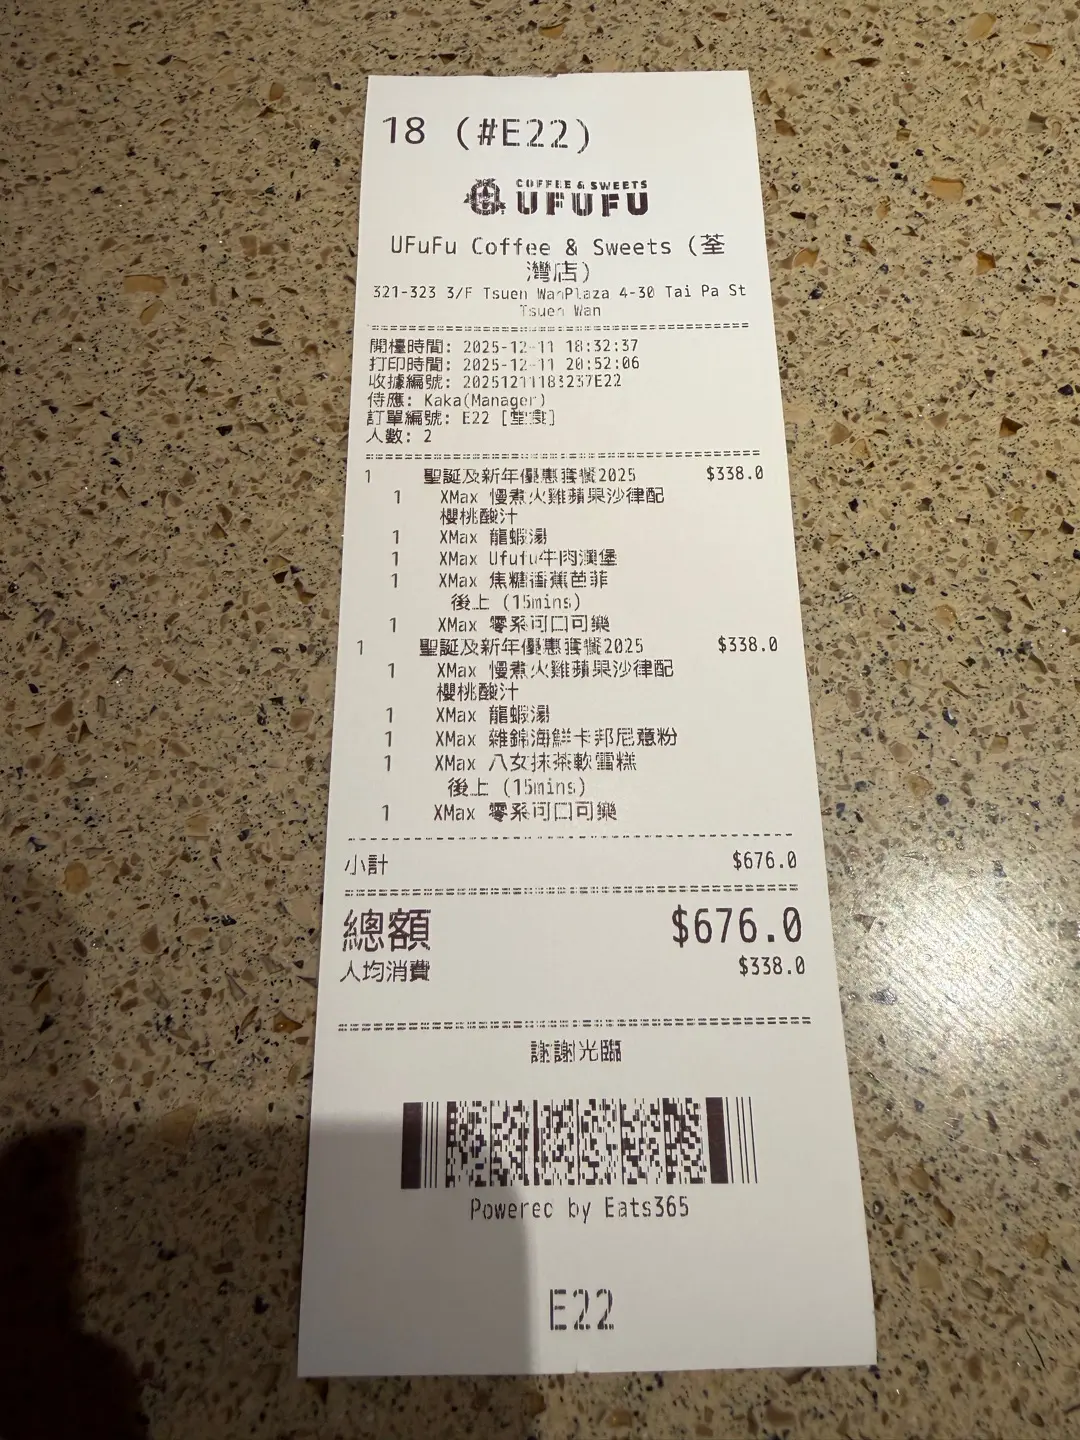 18 (#E22)
COFFEE & SWEETS
UFUFU
UFuFu Coffee & Sweets (荃
灣店)
321-323 3/F Tsuen WanPlaza 4-30 Tai Pa St
Tsuen Wan
開檯時間: 2025-12-11 18:32:37
打印時間: 2025-12-11 20:52:06
收據編號: 20251211183237E22
侍應: Kaka(Manager)
訂單編號: E22 [堂食]
人數: 2
1 聖誕及新年優惠套餐2025 $338.0
1 XMax 慢煮火雞蘋果沙律配
櫻桃酸汁
1 XMax 龍蝦湯
1 XMax Ufufu牛肉漢堡
1 XMax 焦糖香蕉芭菲
後上 (15mins)
1 XMax 零系可口可樂
1 聖誕及新年優惠套餐2025 $338.0
1 XMax 慢煮火雞蘋果沙律配
櫻桃酸汁
1 XMax 龍蝦湯
1 XMax 雜錦海鮮卡邦尼意粉
1 XMax 八女抹茶軟雪糕
後上 (15mins)
1 XMax 零系可口可樂
小計 $676.0
總額 $676.0
人均消費 $338.0
謝謝光臨
Powered by Eats365
E22